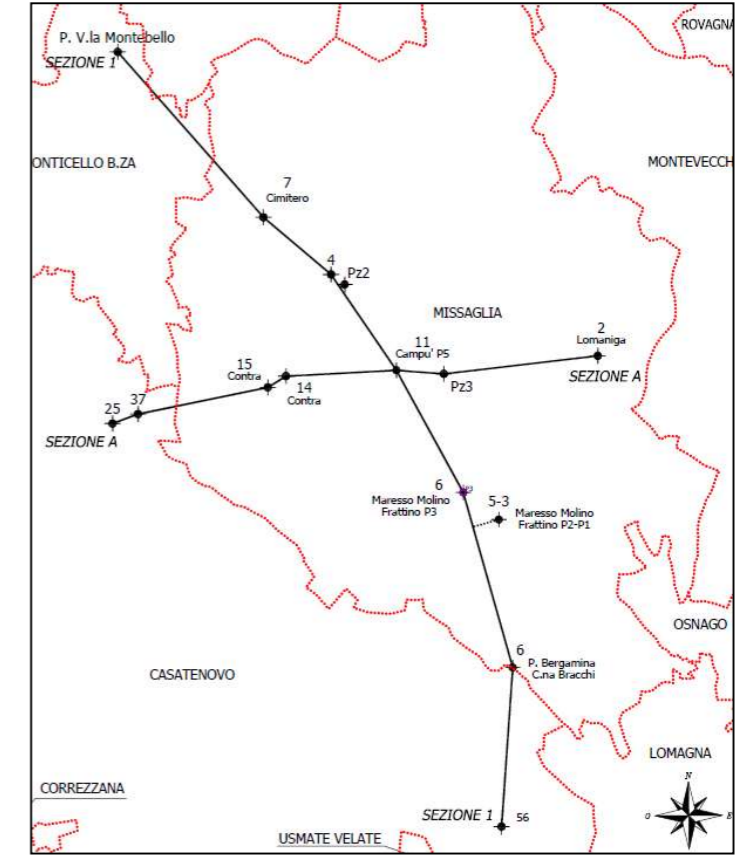 ROVAGNA
P. V.la Montebello
SEZIONE 1
ONTICELLO B.ZA
MONTEVECCH
7
Cimitero
4
Pz2
MISSAGLIA
11
Campu' P5
2
Lomaniga
15
Contra
14
Contra
Pz3
SEZIONE A
25
37
SEZIONE A
6
Maresso Molino
Frattino P3
5-3
Maresso Molino
Frattino P2-P1
OSNAGO
6
P. Bergamina
C.na Bracchi
CASATENOVO
LOMAGNA
CORREZZANA
N
O
E
S
SEZIONE 1
56
USMATE VELATE